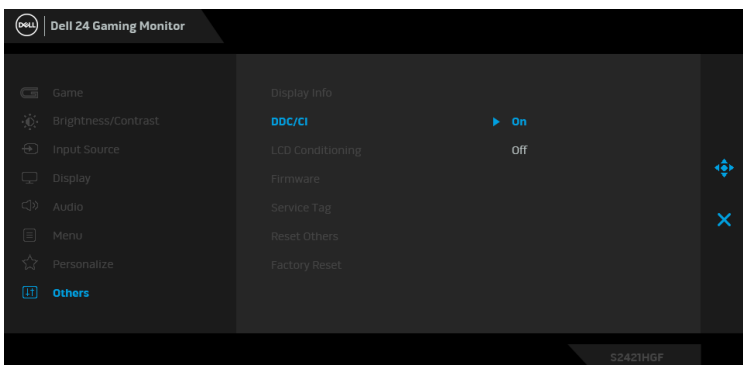 DELL
Dell 24 Gaming Monitor
Game
Brightness/Contrast
Input Source
Display
Audio
Menu
Personalize
Others
Display Info
DDC/CI
On
LCD Conditioning
Off
Firmware
Service Tag
Reset Others
Factory Reset
S2421HGF